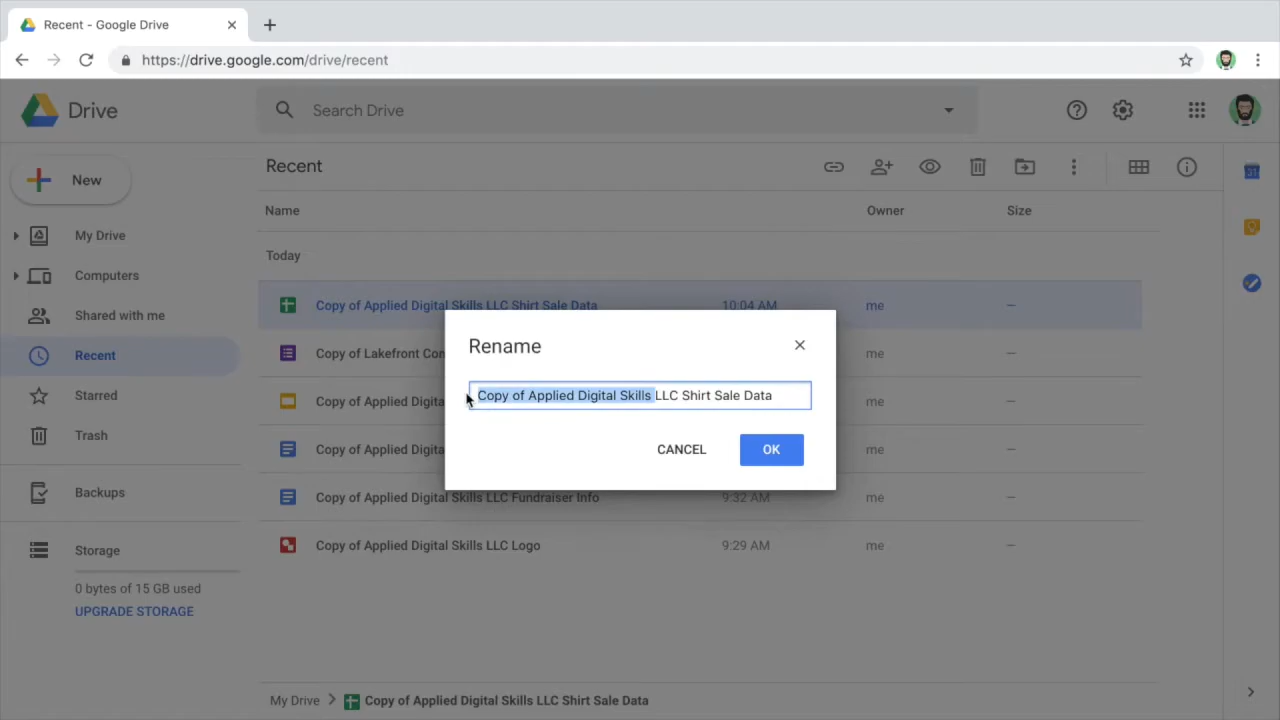 Recent - Google Drive
https://drive.google.com/drive/recent
Drive
Search Drive
New
My Drive
Computers
Shared with me
Recent
Starred
Trash
Backups
Storage
0 bytes of 15 GB used
UPGRADE STORAGE
Recent
Name Owner Size
Today
Copy of Applied Digital Skills LLC Shirt Sale Data 10:04 AM me —
Copy of Lakefront Con me —
Copy of Applied Digita me —
Copy of Applied Digita me —
Copy of Applied Digital Skills LLC Fundraiser Info 9:32 AM me —
Copy of Applied Digital Skills LLC Logo 9:29 AM me —
Rename
Copy of Applied Digital Skills LLC Shirt Sale Data
CANCEL OK
My Drive Copy of Applied Digital Skills LLC Shirt Sale Data
31